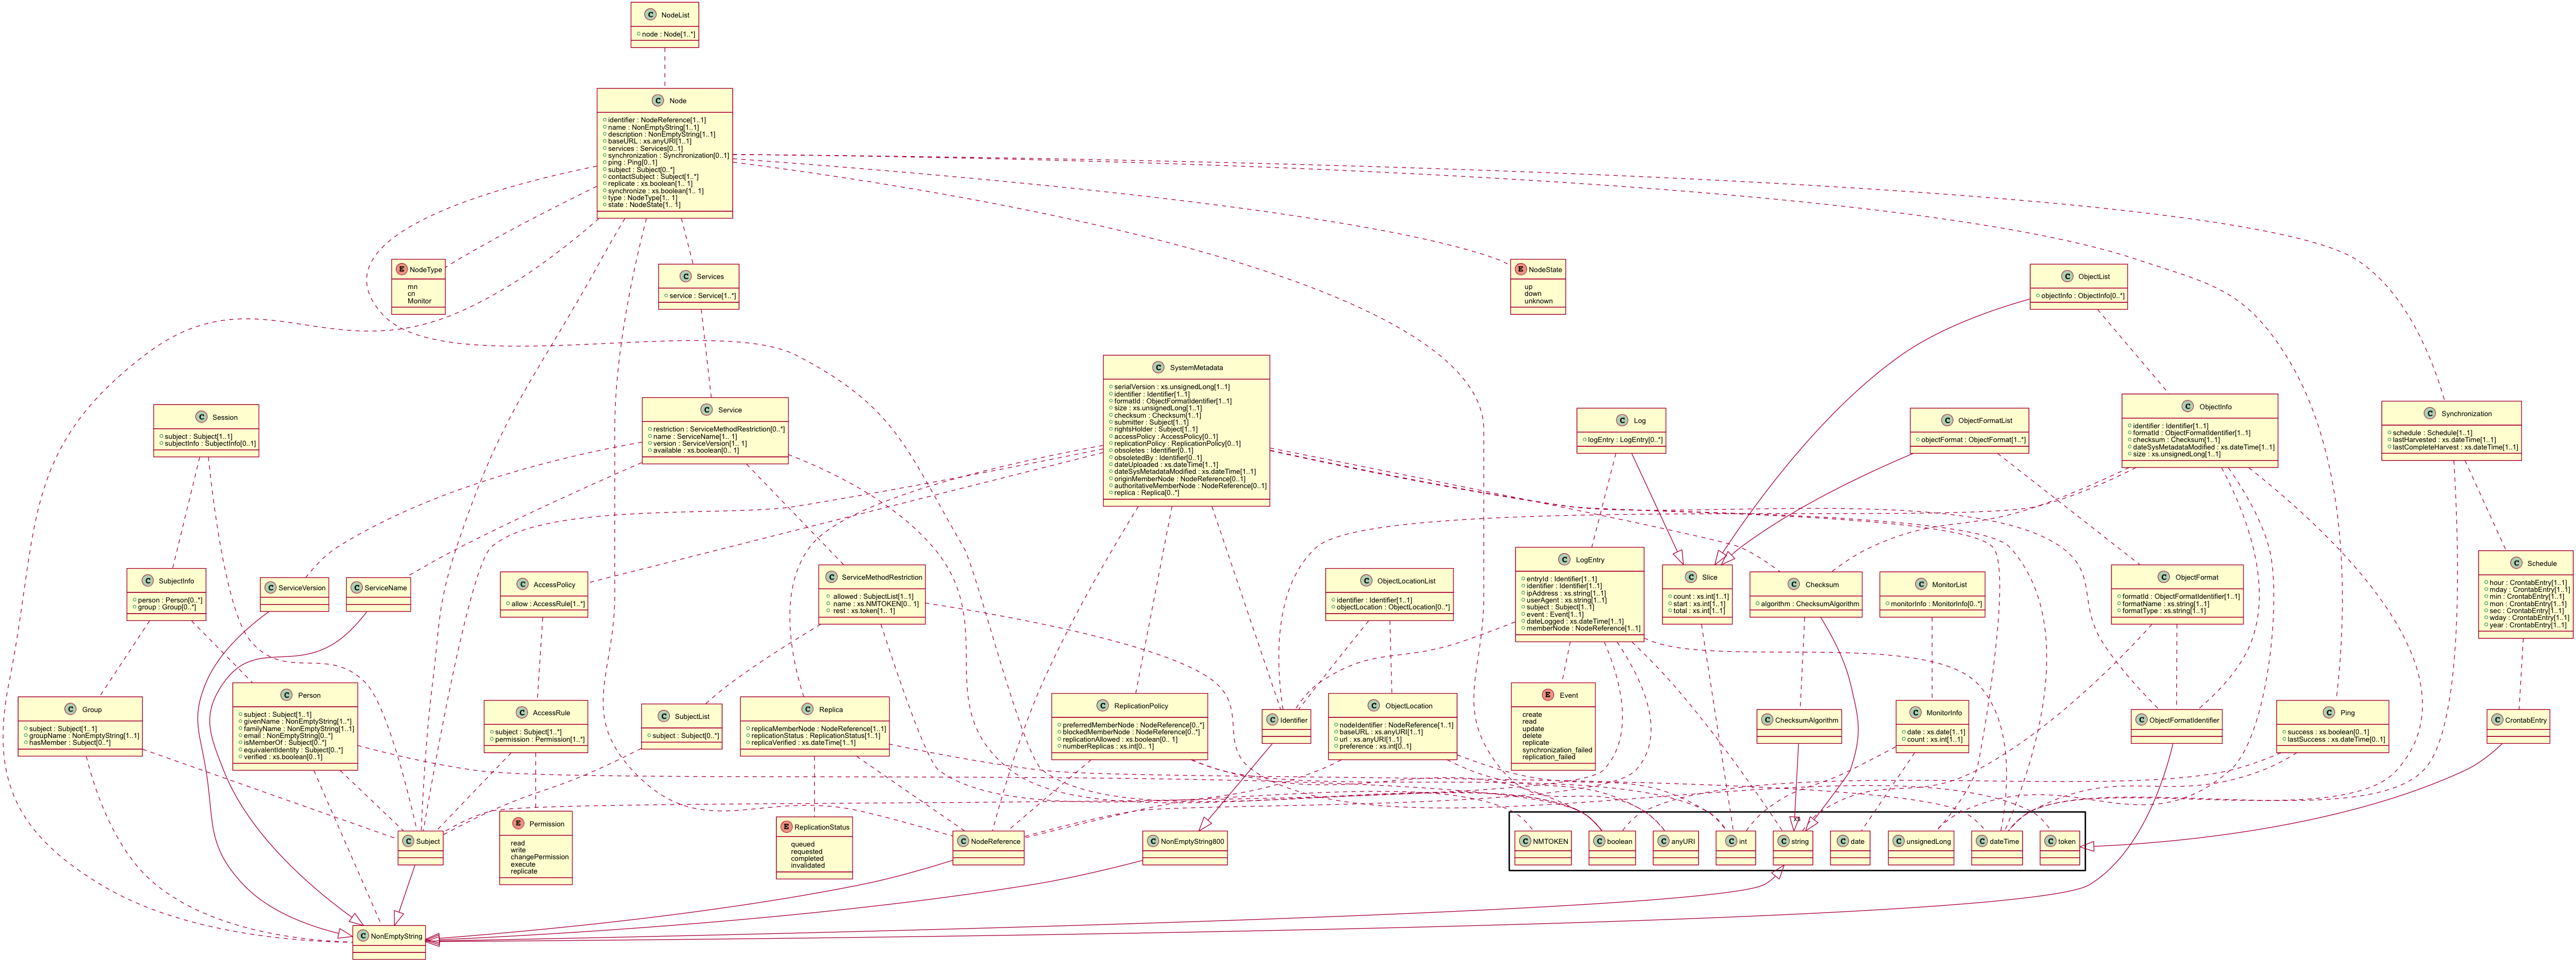 NodeList
node : Node[1..*]
Node
identifier : NodeReference[1..1]
name : NonEmptyString[1..1]
description : NonEmptyString[1..1]
baseURL : xs.anyURI[1..1]
services : Services[0..1]
synchronization : Synchronization[0..1]
ping : Ping[0..1]
subject : Subject[0..*]
contactSubject : Subject[1..*]
replicate : xs.boolean[1.. 1]
synchronize : xs.boolean[1.. 1]
type : NodeType[1.. 1]
state : NodeState[1.. 1]
E NodeType
mn
cn
Monitor
C Services
service : Service[1..*]
E NodeState
up
down
unknown
C ObjectList
objectInfo : ObjectInfo[0..*]
C SystemMetadata
serialVersion : xs.unsignedLong[1..1]
identifier : Identifier[1..1]
formatId : ObjectFormatIdentifier[1..1]
size : xs.unsignedLong[1..1]
checksum : Checksum[1..1]
submitter : Subject[1..1]
rightsHolder : Subject[1..1]
accessPolicy : AccessPolicy[0..1]
replicationPolicy : ReplicationPolicy[0..1]
obsoletes : Identifier[0..1]
obsoletedBy : Identifier[0..1]
dateUploaded : xs.dateTime[1..1]
dateSysMetadataModified : xs.dateTime[1..1]
originMemberNode : NodeReference[0..1]
authoritativeMemberNode : NodeReference[0..1]
replica : Replica[0..*]
C Session
subject : Subject[1..1]
subjectInfo : SubjectInfo[0..1]
C Service
restriction : ServiceMethodRestriction[0..*]
name : ServiceName[1.. 1]
version : ServiceVersion[1.. 1]
available : xs.boolean[0.. 1]
C Log
logEntry : LogEntry[0..*]
C ObjectFormatList
objectFormat : ObjectFormat[1..*]
C ObjectInfo
identifier : Identifier[1..1]
formatId : ObjectFormatIdentifier[1..1]
checksum : Checksum[1..1]
dateSysMetadataModified : xs.dateTime[1..1]
size : xs.unsignedLong[1..1]
C Synchronization
schedule : Schedule[1..1]
lastHarvested : xs.dateTime[1..1]
lastCompleteHarvest : xs.dateTime[1..1]
C SubjectInfo
person : Person[0..*]
group : Group[0..*]
C ServiceVersion
C ServiceName
C AccessPolicy
allow : AccessRule[1..*]
C ServiceMethodRestriction
allowed : SubjectList[1..1]
name : xs.NMTOKEN[0.. 1]
rest : xs.token[1.. 1]
C ObjectLocationList
identifier : Identifier[1..1]
objectLocation : ObjectLocation[0..*]
C LogEntry
entryId : Identifier[1..1]
identifier : Identifier[1..1]
ipAddress : xs.string[1..1]
userAgent : xs.string[1..1]
subject : Subject[1..1]
event : Event[1..1]
dateLogged : xs.dateTime[1..1]
memberNode : NodeReference[1..1]
C Slice
count : xs.int[1..1]
start : xs.int[1..1]
total : xs.int[1..1]
C Checksum
algorithm : ChecksumAlgorithm
C MonitorList
monitorInfo : MonitorInfo[0..*]
C ObjectFormat
formatId : ObjectFormatIdentifier[1..1]
formatName : xs.string[1..1]
formatType : xs.string[1..1]
C Schedule
hour : CrontabEntry[1..1]
mday : CrontabEntry[1..1]
min : CrontabEntry[1..1]
mon : CrontabEntry[1..1]
sec : CrontabEntry[1..1]
wday : CrontabEntry[1..1]
year : CrontabEntry[1..1]
C Group
subject : Subject[1..1]
groupName : NonEmptyString[1..1]
hasMember : Subject[0..*]
C Person
subject : Subject[1..1]
givenName : NonEmptyString[1..*]
familyName : NonEmptyString[1..1]
email : NonEmptyString[0..*]
isMemberOf : Subject[0..*]
equivalentIdentity : Subject[0..*]
verified : xs.boolean[0..1]
C AccessRule
subject : Subject[1..*]
permission : Permission[1..*]
C SubjectList
subject : Subject[0..*]
C Replica
replicaMemberNode : NodeReference[1..1]
replicationStatus : ReplicationStatus[1..1]
replicaVerified : xs.dateTime[1..1]
C ReplicationPolicy
preferredMemberNode : NodeReference[0..*]
blockedMemberNode : NodeReference[0..*]
replicationAllowed : xs.boolean[0.. 1]
numberReplicas : xs.int[0.. 1]
C Identifier
C ObjectLocation
nodeIdentifier : NodeReference[1..1]
baseURL : xs.anyURI[1..1]
url : xs.anyURI[1..1]
preference : xs.int[0..1]
E Event
create
read
update
delete
replicate
synchronization_failed
replication_failed
C ChecksumAlgorithm
C MonitorInfo
date : xs.date[1..1]
count : xs.int[1..1]
C ObjectFormatIdentifier
C Ping
success : xs.boolean[0..1]
lastSuccess : xs.dateTime[0..1]
C CrontabEntry
C Subject
E Permission
read
write
changePermission
execute
replicate
E ReplicationStatus
queued
requested
completed
invalidated
C NodeReference
C NonEmptyString800
xs
C NMTOKEN
C boolean
C anyURI
C int
C string
C date
C unsignedLong
C dateTime
C token
C NonEmptyString